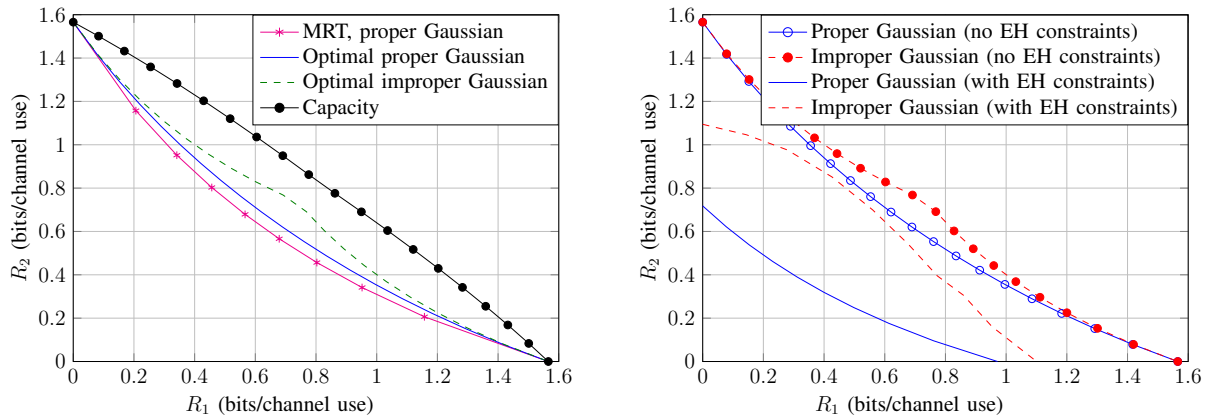 MRT, proper Gaussian
Optimal proper Gaussian
Optimal improper Gaussian
Capacity
1.6
1.4
1.2
1
0.8
0.6
0.4
0.2
0
R2 (bits/channel use)
0 0.2 0.4 0.6 0.8 1 1.2 1.4 1.6
R1 (bits/channel use)
Proper Gaussian (no EH constraints)
Improper Gaussian (no EH constraints)
Proper Gaussian (with EH constraints)
Improper Gaussian (with EH constraints)
1.6
1.4
1.2
1
0.8
0.6
0.4
0.2
0
R2 (bits/channel use)
0 0.2 0.4 0.6 0.8 1 1.2 1.4 1.6
R1 (bits/channel use)